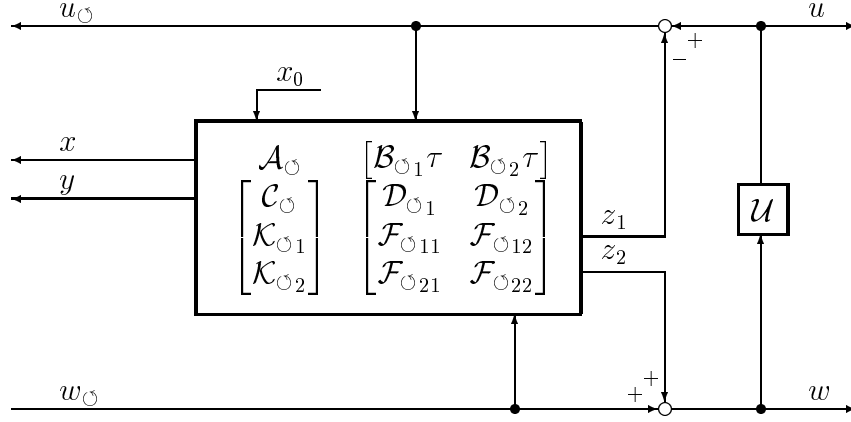 u↺ u
+
−
x₀
x 𝒜↺ [ℬ↺₁τ ℬ↺₂τ]
y [𝒞↺] [𝒟↺₁ 𝒟↺₂]
[𝒦↺₁] [ℱ↺₁₁ ℱ↺₁₂] z₁ 𝒰
[𝒦↺₂] [ℱ↺₂₁ ℱ↺₂₂] z₂
+
+
w↺ w